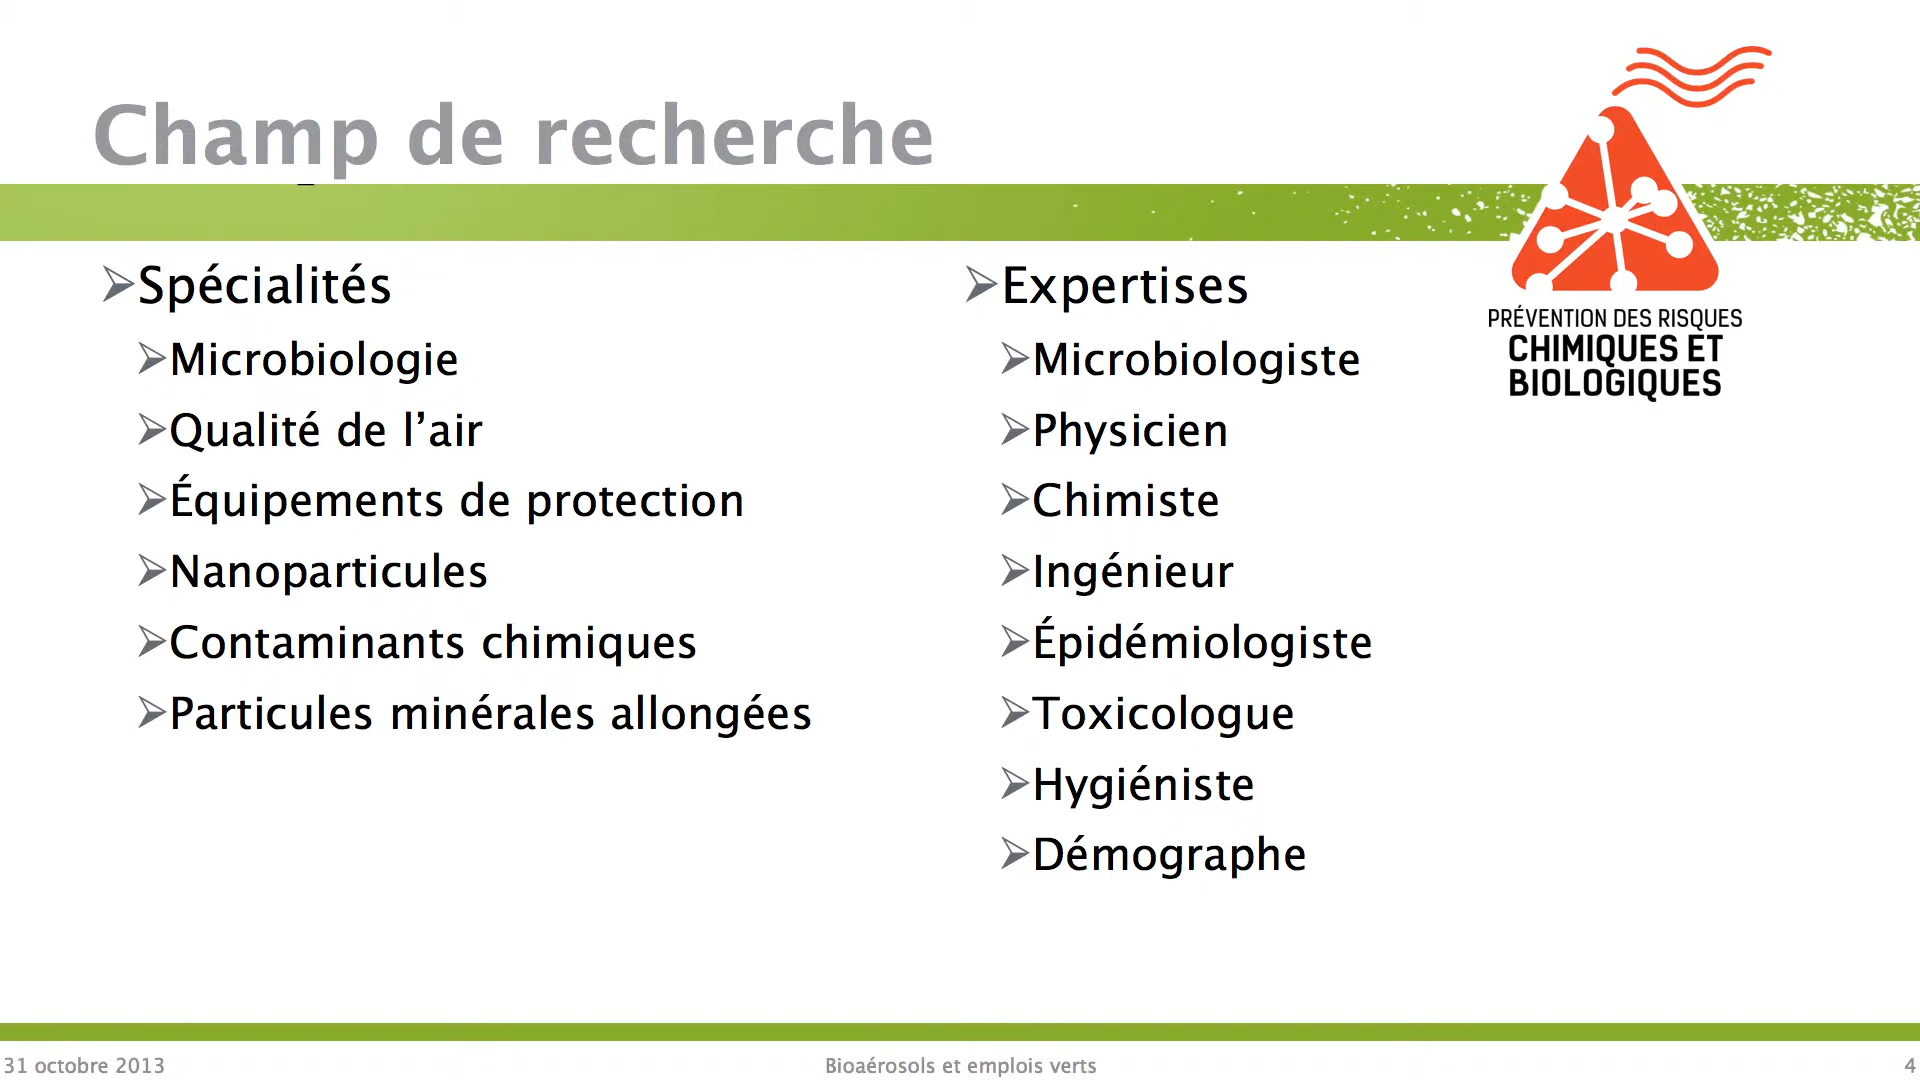 Champ de recherche
Spécialités
Microbiologie
Qualité de l’air
Équipements de protection
Nanoparticules
Contaminants chimiques
Particules minérales allongées
Expertises
Microbiologiste
Physicien
Chimiste
Ingénieur
Épidémiologiste
Toxicologue
Hygiéniste
Démographe
PRÉVENTION DES RISQUES
CHIMIQUES ET
BIOLOGIQUES
31 octobre 2013
Bioaérosols et emplois verts
4